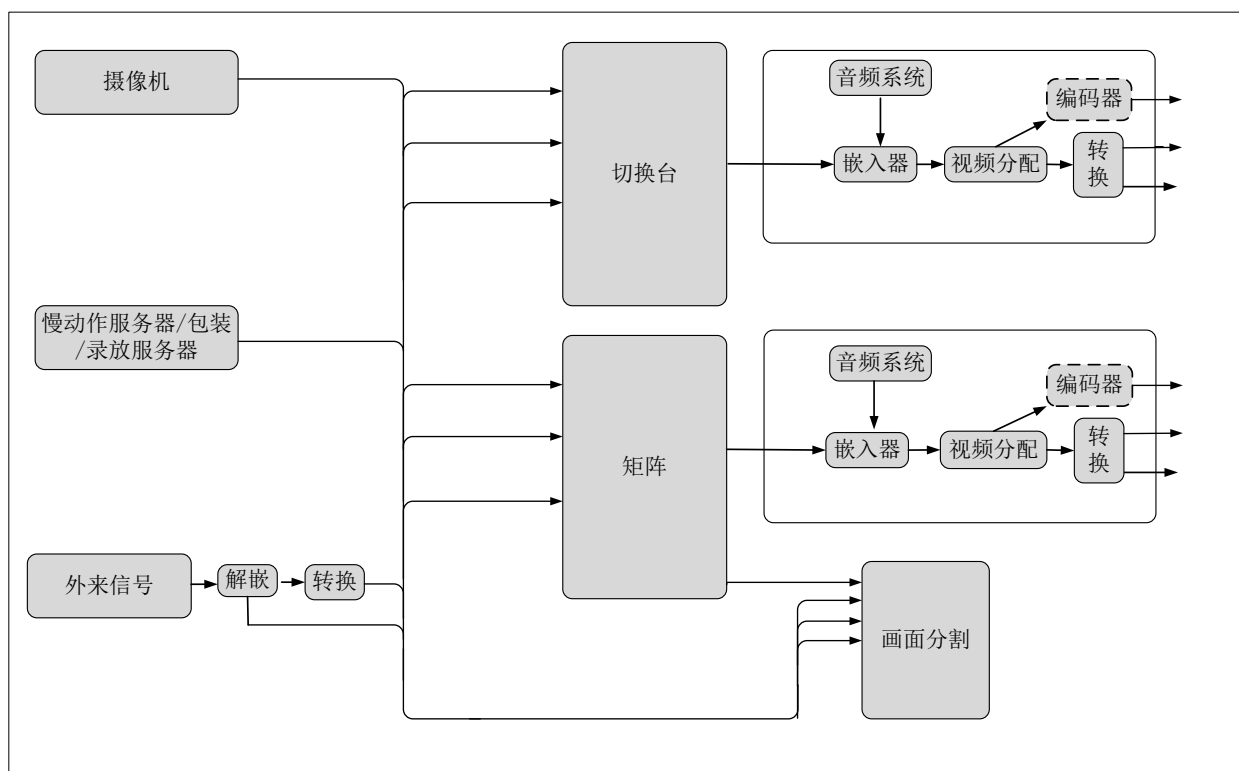 摄像机
慢动作服务器/包装
/录放服务器
外来信号
解嵌
转换
切换台
矩阵
音频系统
嵌入器
视频分配
编码器
转
换
音频系统
嵌入器
视频分配
编码器
转
换
画面分割